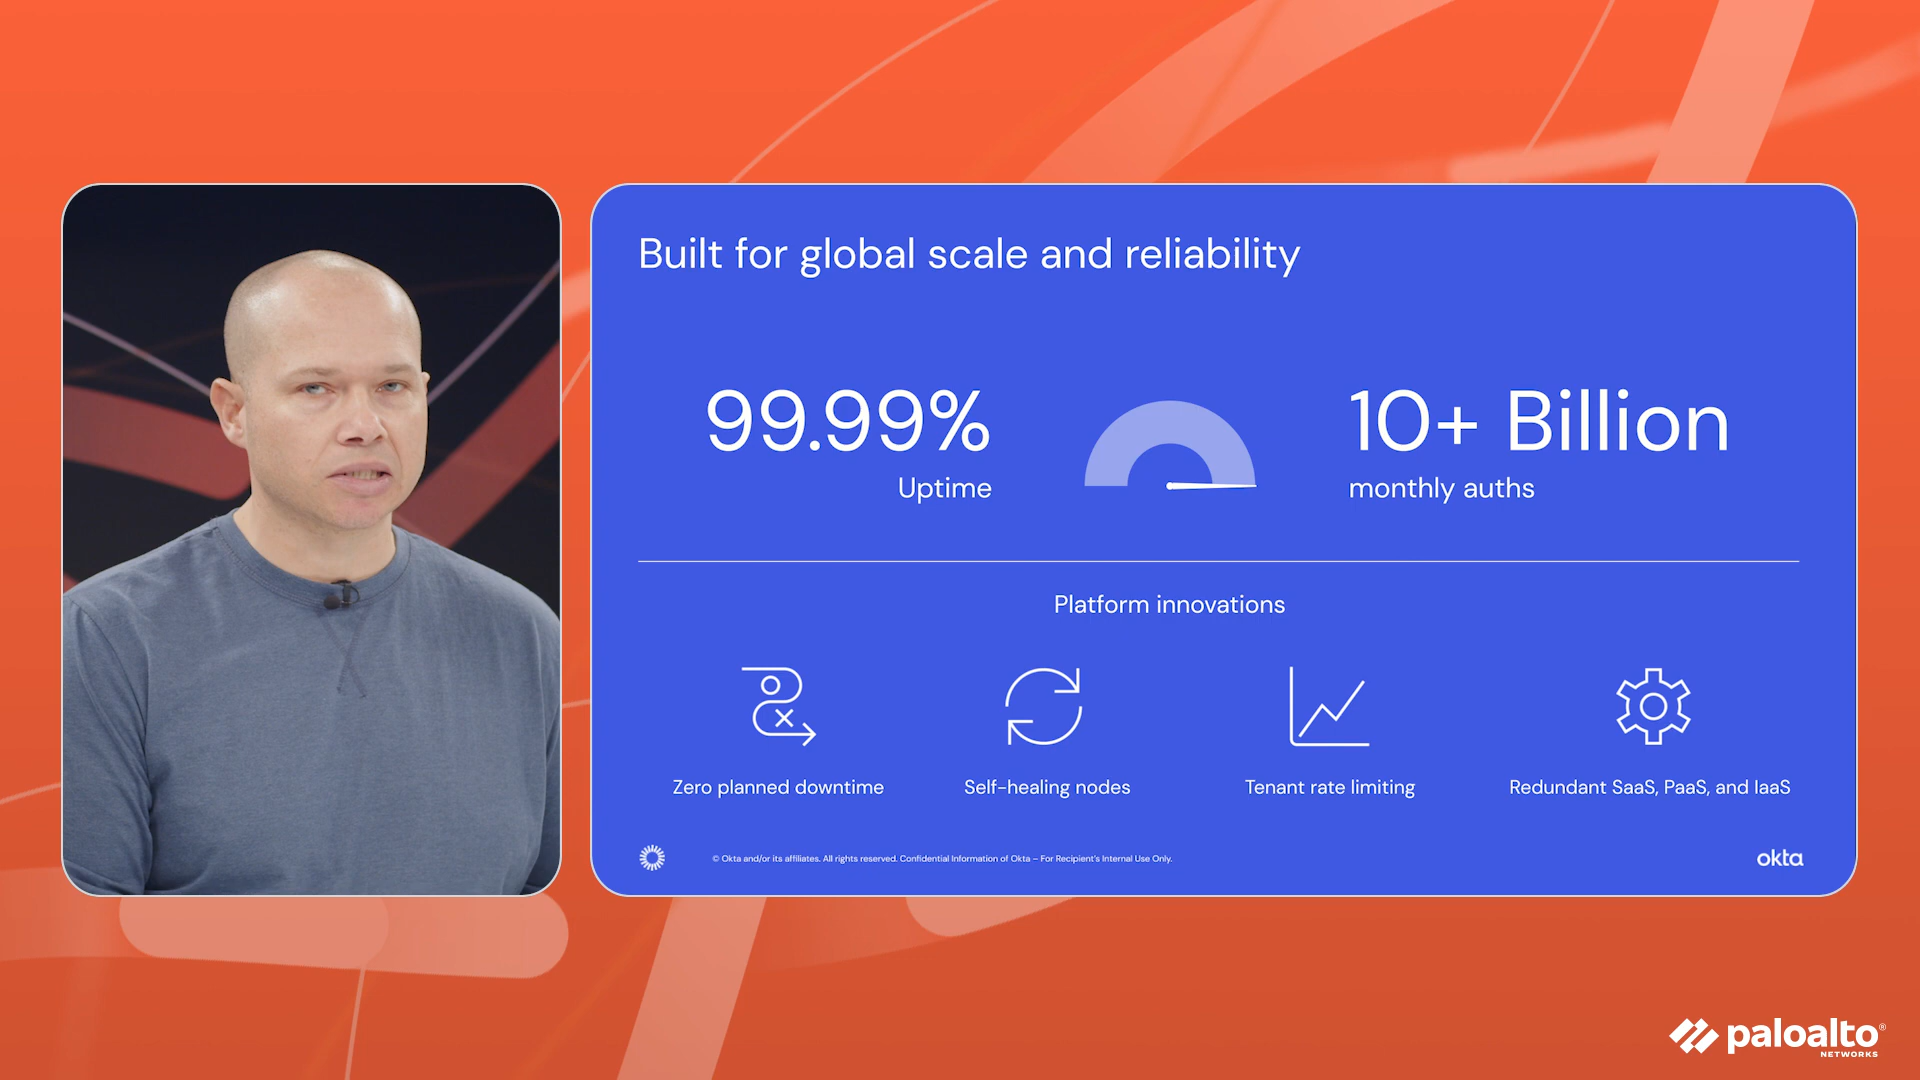 Built for global scale and reliability
99.99%
Uptime
10+ Billion
monthly auths
Platform innovations
Zero planned downtime
Self-healing nodes
Tenant rate limiting
Redundant SaaS, PaaS, and IaaS
© Okta and/or its affiliates. All rights reserved. Confidential Information of Okta – For Recipient's Internal Use Only.
okta
paloalto®
NETWORKS